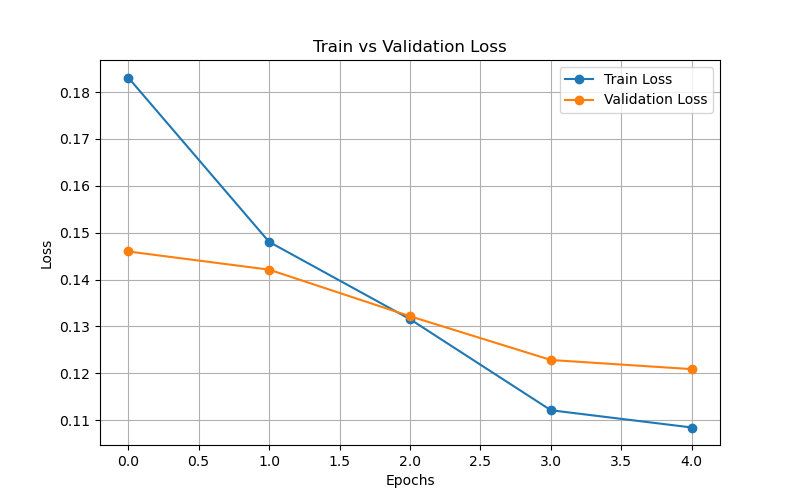 Train vs Validation Loss
Train Loss
Validation Loss
0.18
0.17
0.16
0.15
0.14
0.13
0.12
0.11
Loss
0.0 0.5 1.0 1.5 2.0 2.5 3.0 3.5 4.0
Epochs